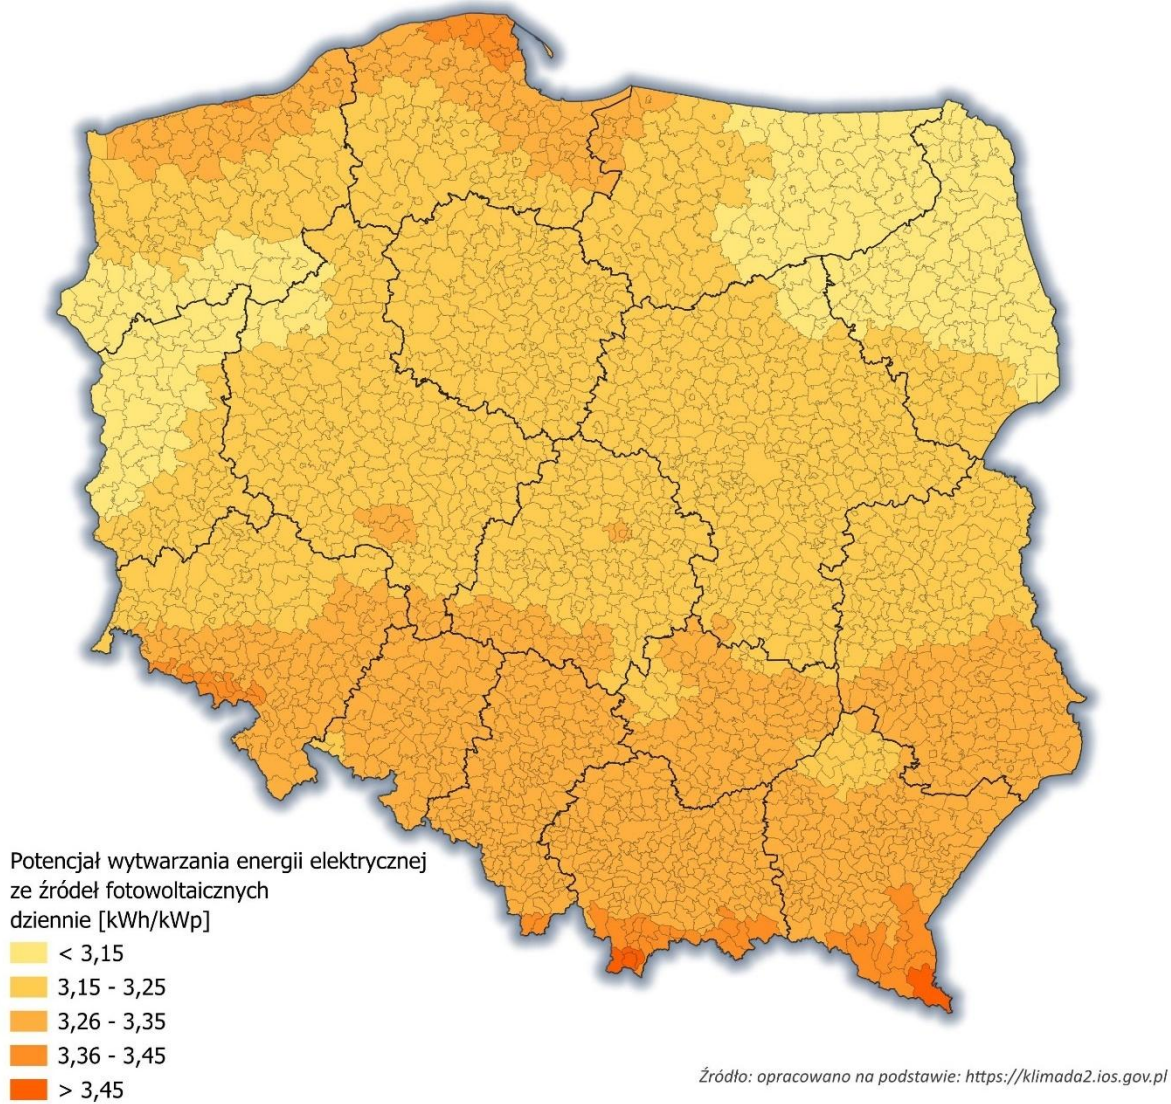 Potencjał wytwarzania energii elektrycznej
ze źródeł fotowoltaicznych
dziennie [kWh/kWp]
< 3,15
3,15 - 3,25
3,26 - 3,35
3,36 - 3,45
> 3,45
Źródło: opracowano na podstawie: https://klimada2.ios.gov.pl